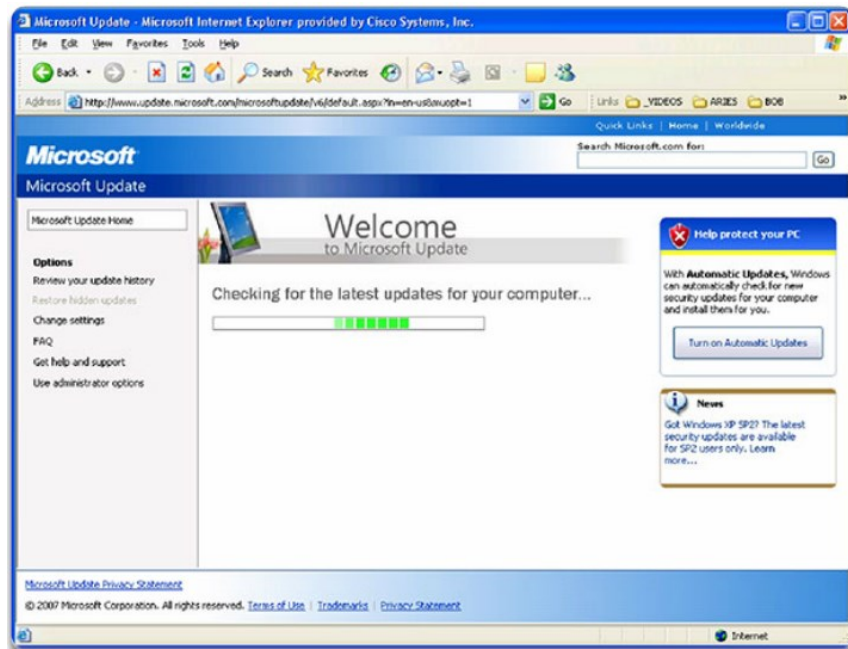 Microsoft Update - Microsoft Internet Explorer provided by Cisco Systems, Inc.
File Edit View Favorites Tools Help
Back Search Favorites
Address http://www.update.microsoft.com/microsoftupdate/v6/default.aspx?ln=en-us&muopt=1 Go Links _VIDEOS ARIES BOB »
Quick Links | Home | Worldwide
Microsoft
Search Microsoft.com for:
Go
Microsoft Update
Microsoft Update Home
Options
Review your update history
Restore hidden updates
Change settings
FAQ
Get help and support
Use administrator options
Welcome
to Microsoft Update
Checking for the latest updates for your computer...
Help protect your PC
With Automatic Updates, Windows
can automatically check for new
security updates for your computer
and install them for you.
Turn on Automatic Updates
News
Got Windows XP SP2? The latest
security updates are available
for SP2 users only. Learn
more...
Microsoft Update Privacy Statement
© 2007 Microsoft Corporation. All rights reserved. Terms of Use | Trademarks | Privacy Statement
Internet